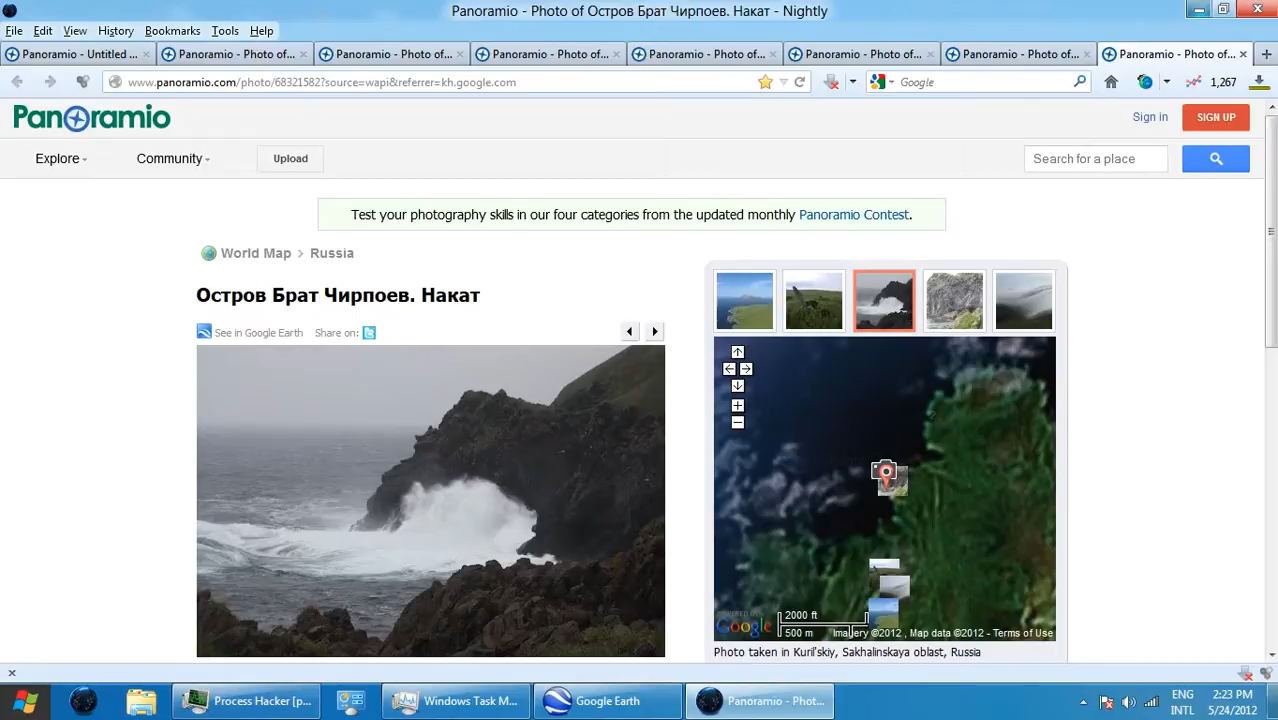 Panoramio - Photo of Остров Брат Чирпоев. Накат - Nightly
File Edit View History Bookmarks Tools Help
Panoramio - Untitled ... Panoramio - Photo of... Panoramio - Photo of... Panoramio - Photo of... Panoramio - Photo of... Panoramio - Photo of... Panoramio - Photo of... Panoramio - Photo of...
www.panoramio.com/photo/68321582?source=wapi&referrer=kh.google.com Google 1,267
Panoramio Sign in SIGN UP
Explore Community Upload Search for a place
Test your photography skills in our four categories from the updated monthly Panoramio Contest.
World Map > Russia
Остров Брат Чирпоев. Накат
See in Google Earth Share on:
2000 ft
500 m
POWERED BY
Google
Imagery ©2012 , Map data ©2012 - Terms of Use
Photo taken in Kuril'skiy, Sakhalinskaya oblast, Russia
Process Hacker [p... Windows Task M... Google Earth Panoramio - Phot...
ENG
INTL
2:23 PM
5/24/2012